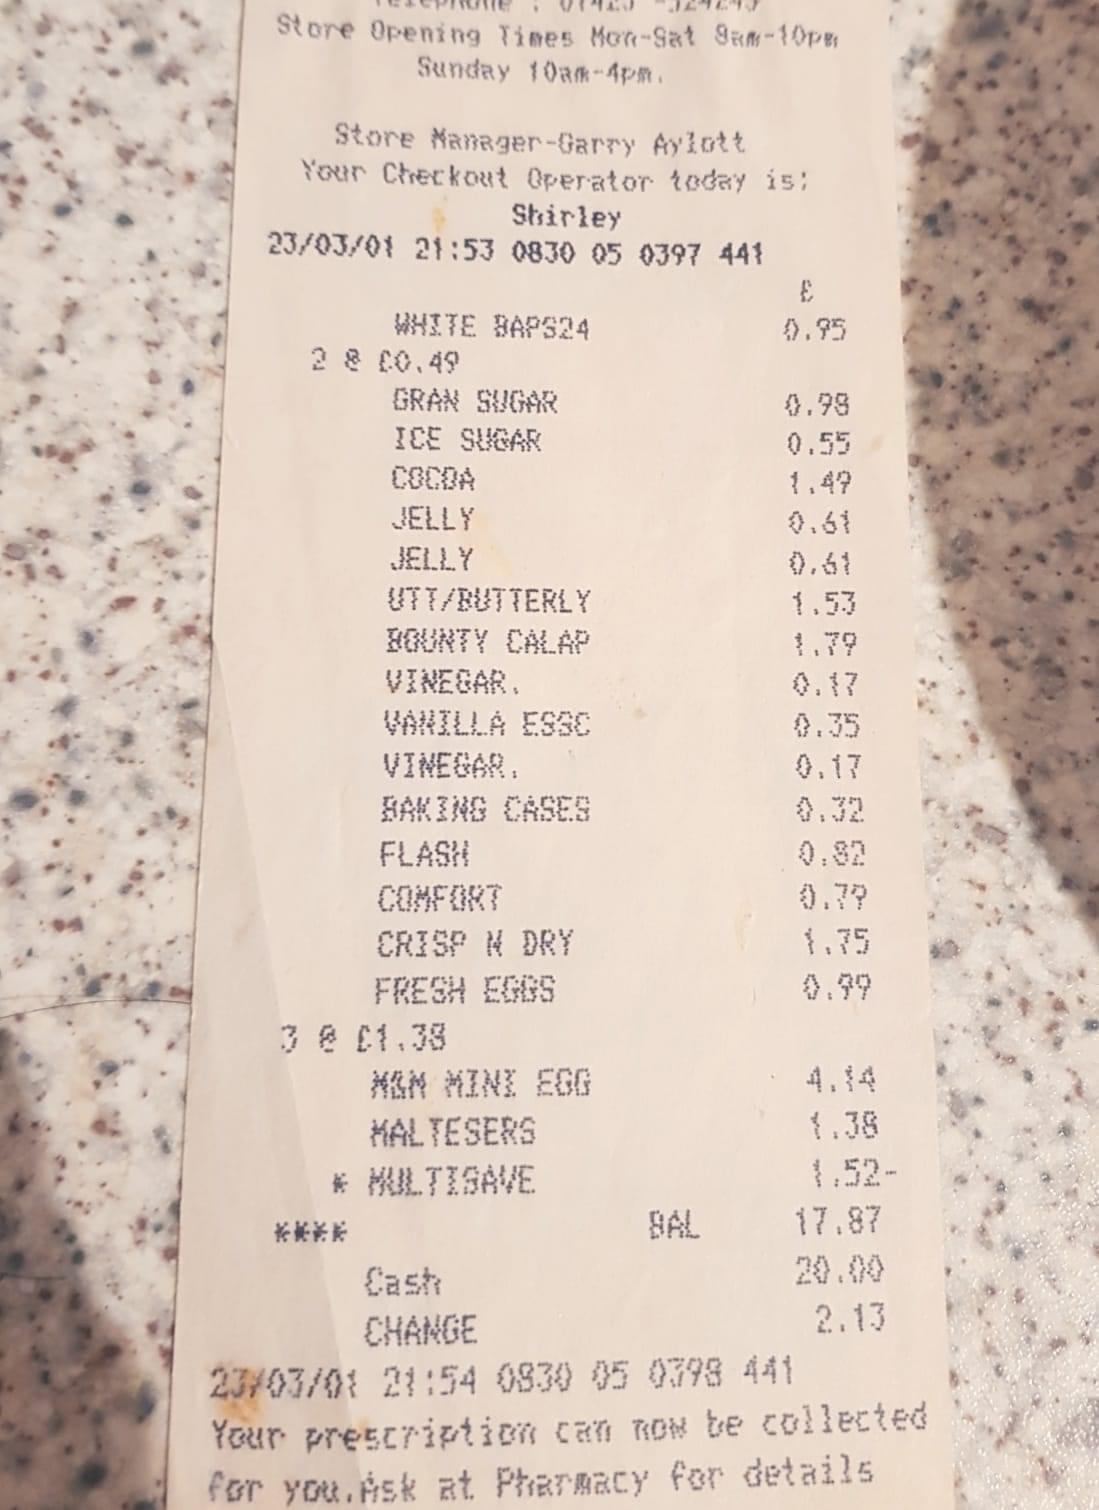 Telephone : 01423 -524243
Store Opening Times Mon-Sat 8am-10pm
Sunday 10am-4pm.
Store Manager-Garry Aylott
Your Checkout Operator today is:
Shirley
23/03/01 21:53 0830 05 0397 441
£
WHITE BAPS24 0.95
2 @ £0.49
GRAN SUGAR 0.98
ICE SUGAR 0.55
COCOA 1.49
JELLY 0.61
JELLY 0.61
UTT/BUTTERLY 1.53
BOUNTY CALAP 1.79
VINEGAR. 0.17
VANILLA ESSC 0.35
VINEGAR. 0.17
BAKING CASES 0.32
FLASH 0.82
COMFORT 0.79
CRISP N DRY 1.75
FRESH EGGS 0.99
3 @ £1.38
M&M MINI EGG 4.14
MALTESERS 1.38
* MULTISAVE 1.52-
**** BAL 17.87
Cash 20.00
CHANGE 2.13
23/03/01 21:54 0830 05 0398 441
Your prescription can now be collected
for you.Ask at Pharmacy for details